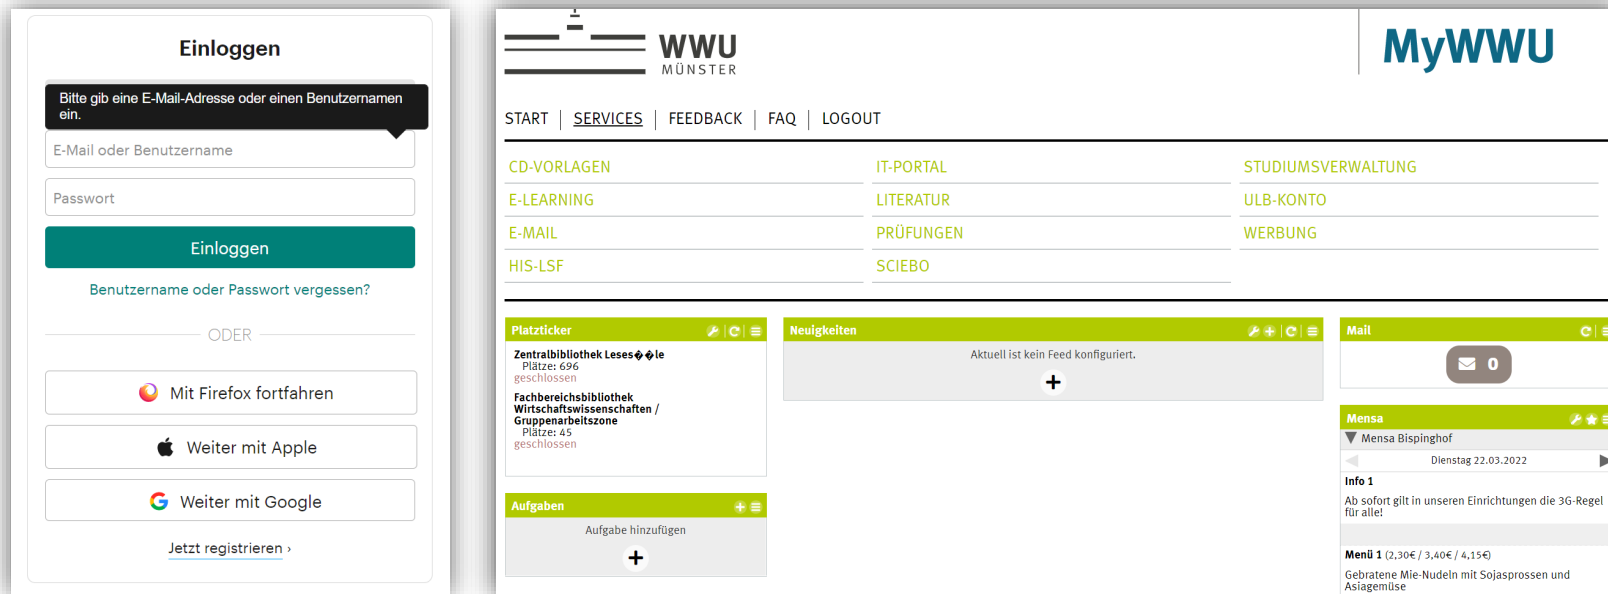 Einloggen
Bitte gib eine E-Mail-Adresse oder einen Benutzernamen
ein.
E-Mail oder Benutzername
Passwort
Einloggen
Benutzername oder Passwort vergessen?
ODER
Mit Firefox fortfahren
Weiter mit Apple
Weiter mit Google
Jetzt registrieren ›
WWU
MÜNSTER
MyWWU
START | SERVICES | FEEDBACK | FAQ | LOGOUT
CD-VORLAGEN
E-LEARNING
E-MAIL
HIS-LSF
IT-PORTAL
LITERATUR
PRÜFUNGEN
SCIEBO
STUDIUMSVERWALTUNG
ULB-KONTO
WERBUNG
Platzticker
Zentralbibliothek Leses��le
Plätze: 696
geschlossen
Fachbereichsbibliothek
Wirtschaftswissenschaften /
Gruppenarbeitszone
Plätze: 45
geschlossen
Aufgaben
Aufgabe hinzufügen
Neuigkeiten
Aktuell ist kein Feed konfiguriert.
Mail
0
Mensa
Mensa Bispinghof
Dienstag 22.03.2022
Info 1
Ab sofort gilt in unseren Einrichtungen die 3G-Regel
für alle!
Menü 1 (2,30€ / 3,40€ / 4,15€)
Gebratene Mie-Nudeln mit Sojasprossen und
Asiagemüse